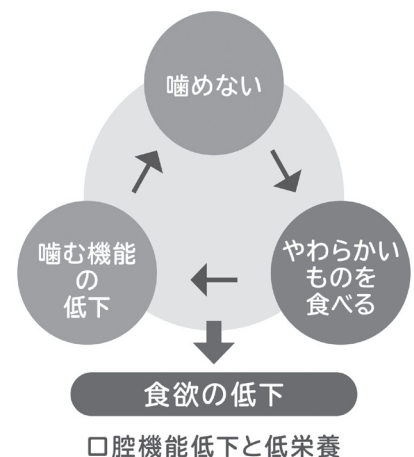 噛めない
やわらかい
ものを
食べる
噛む機能
の
低下
食欲の低下
口腔機能低下と低栄養